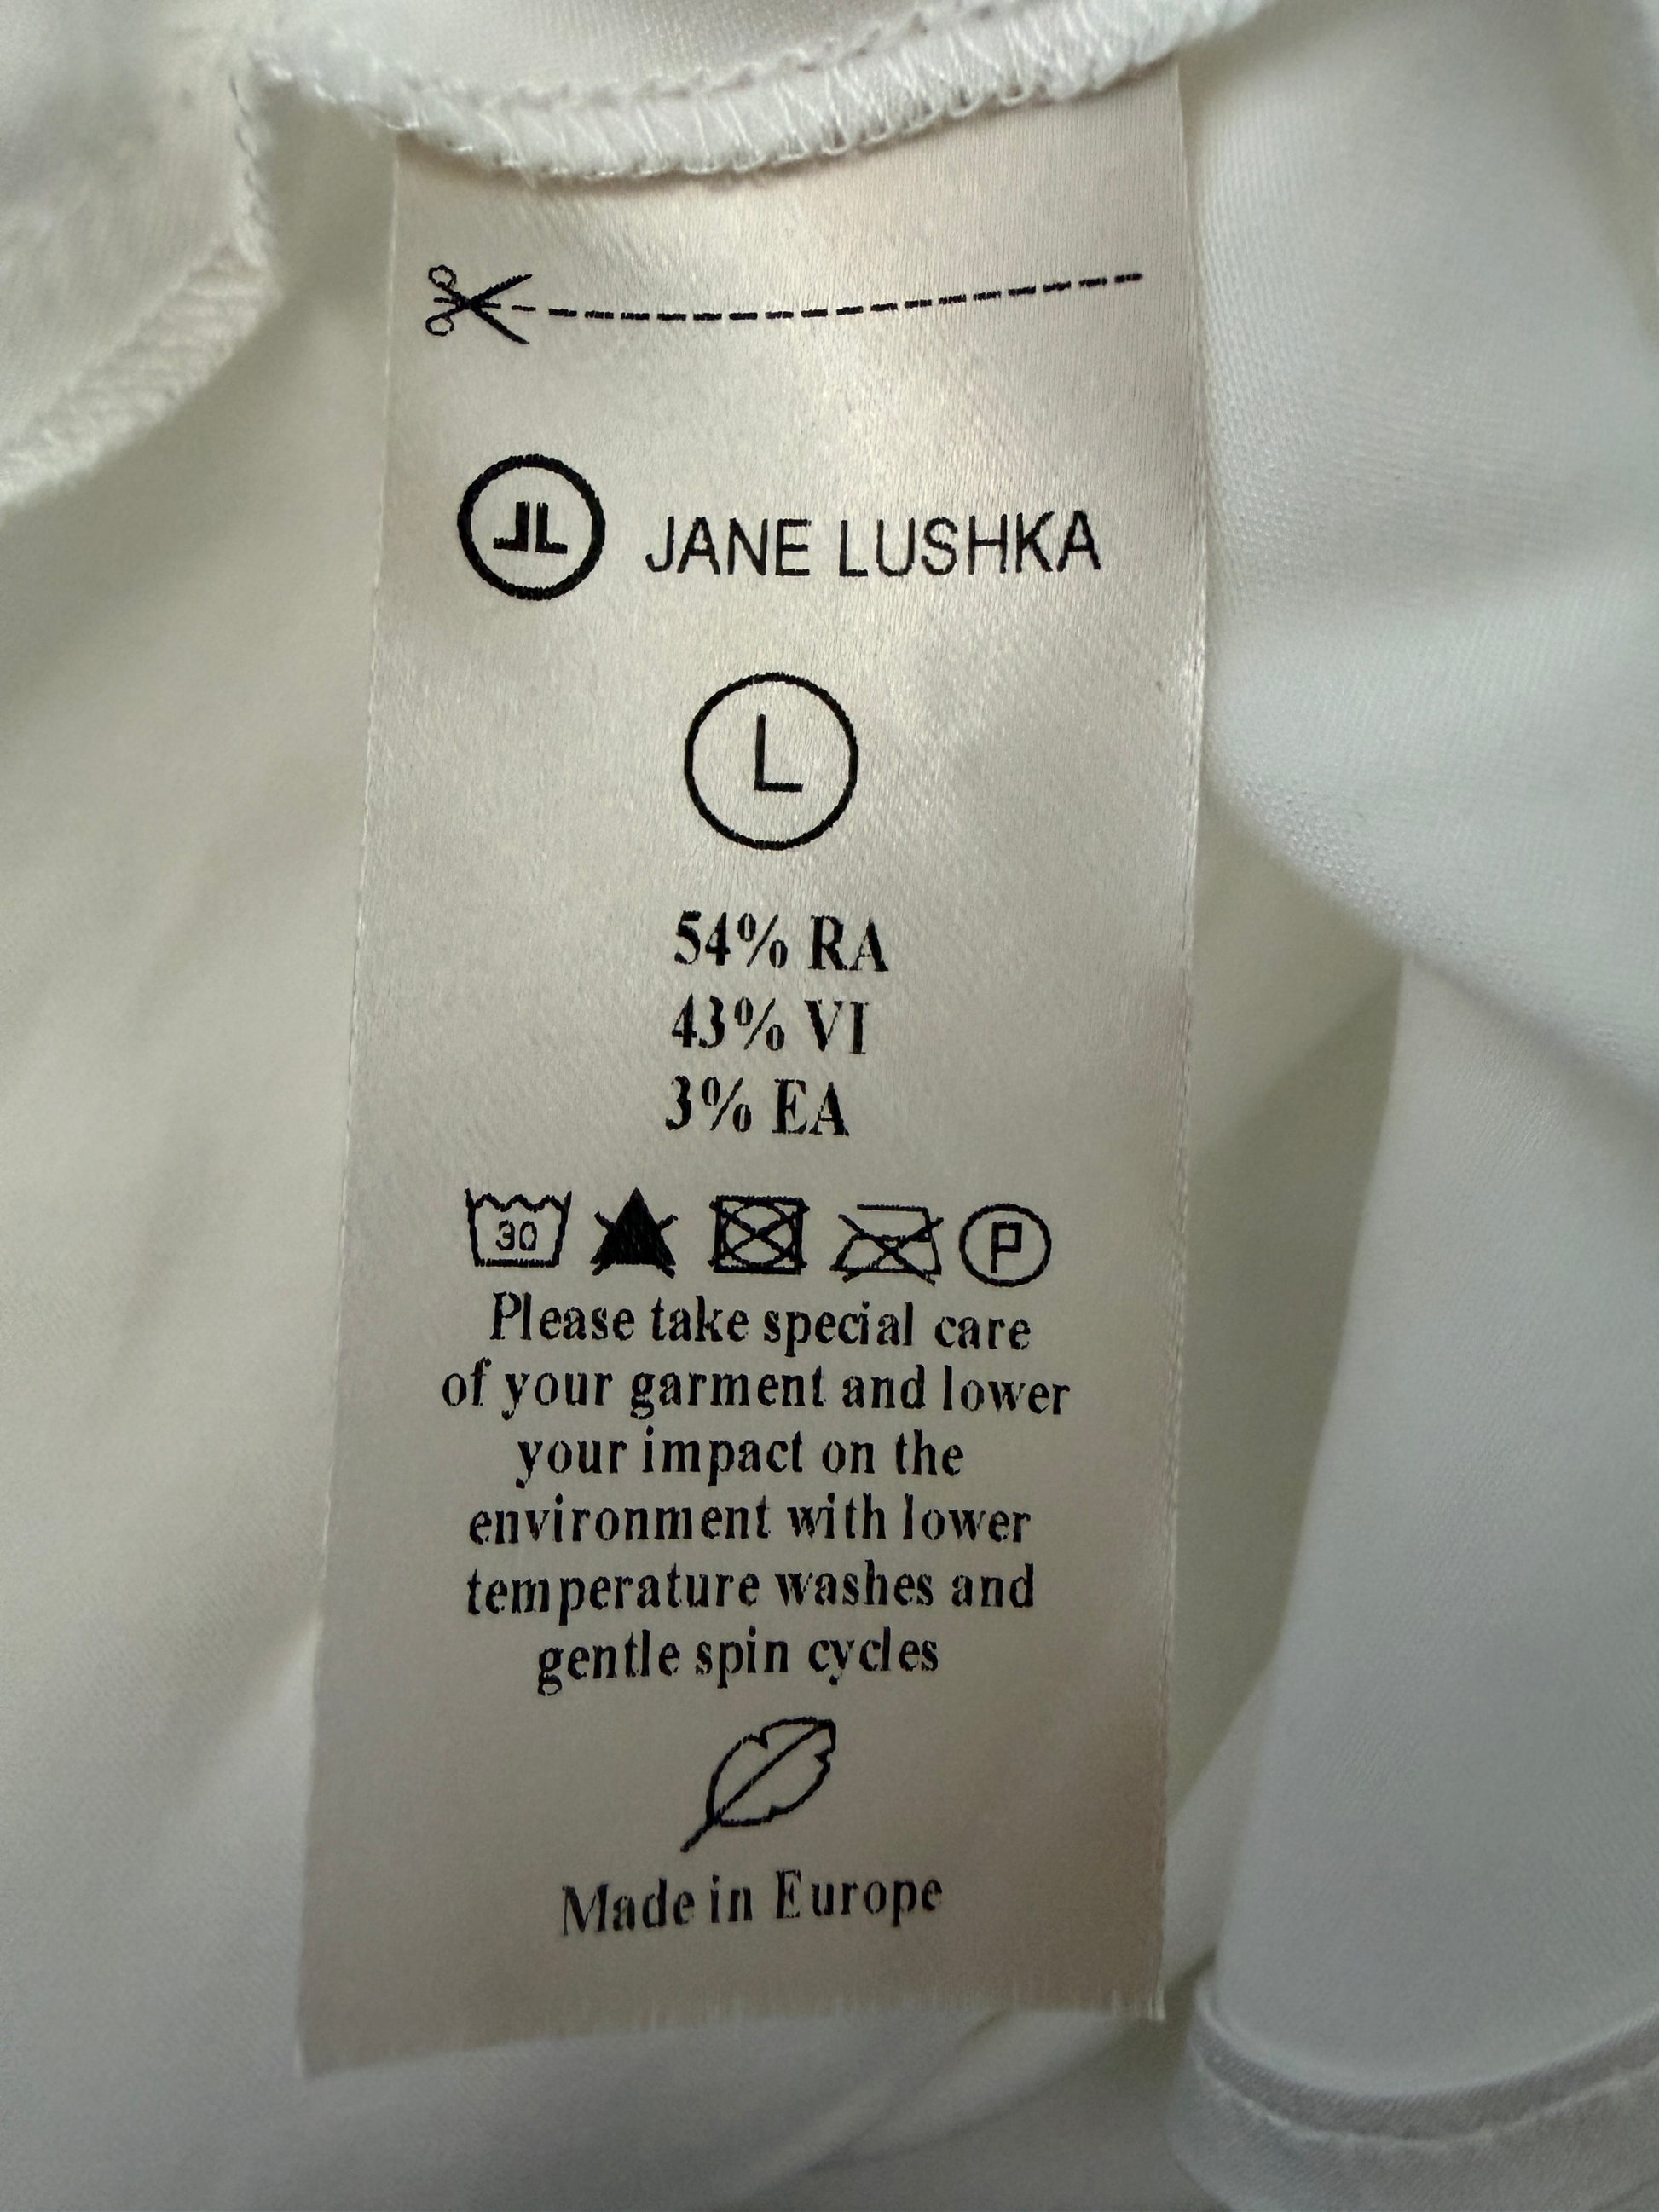 JL JANE LUSHKA
L
54% RA
43% VI
3% EA
30 P
Please take special care
of your garment and lower
your impact on the
environment with lower
temperature washes and
gentle spin cycles
Made in Europe